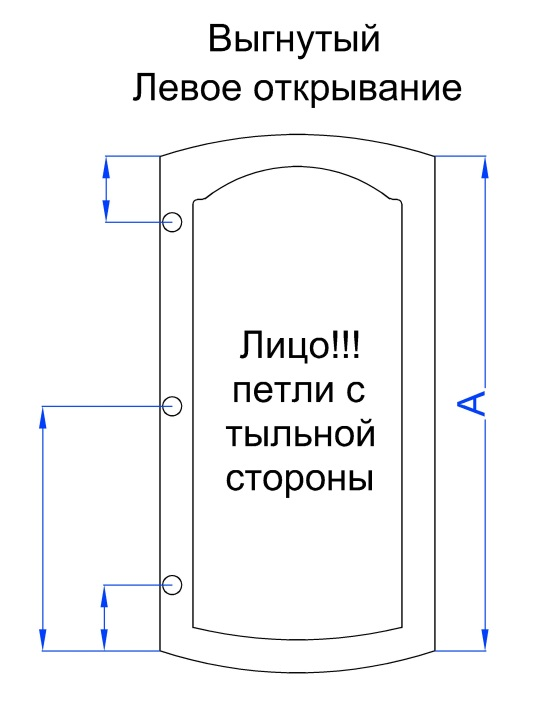 Выгнутый
Левое открывание
Лицо!!!
петли с
тыльной
стороны
А